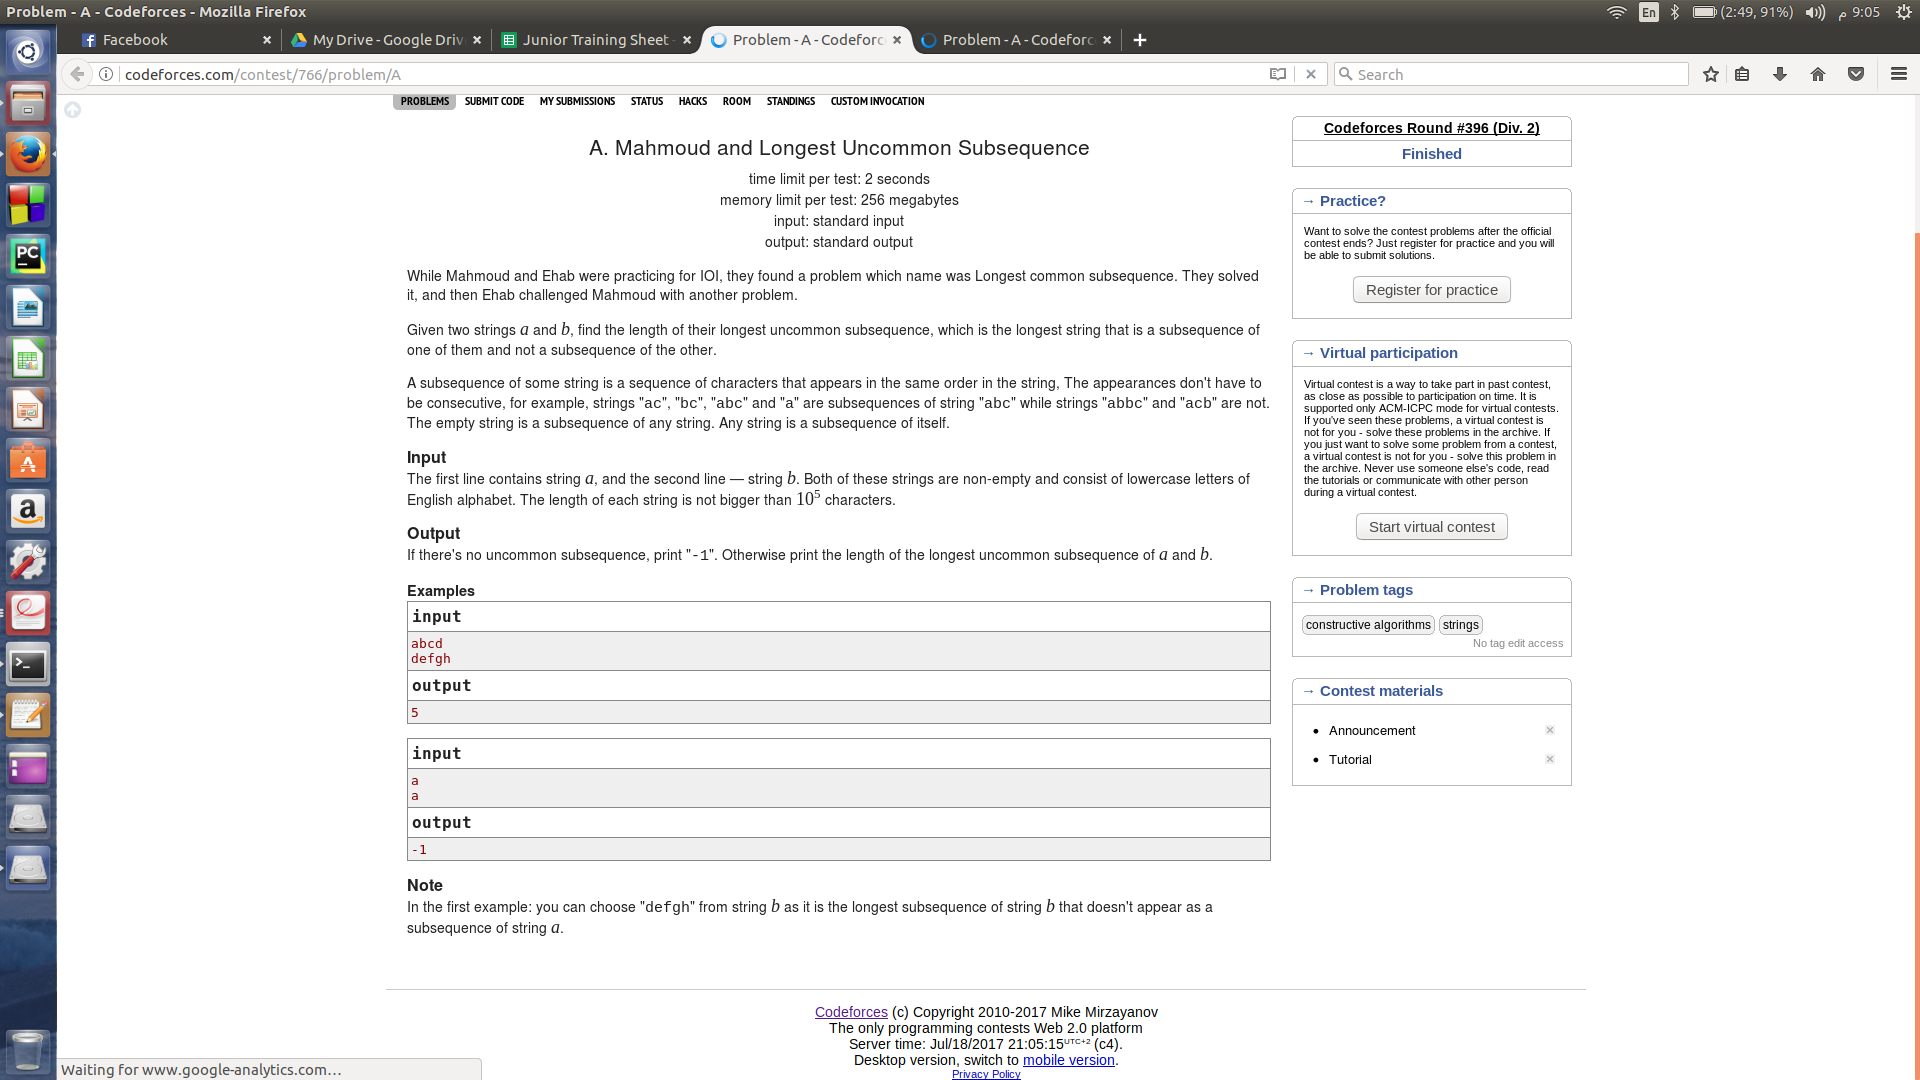 Problem - A - Codeforces - Mozilla Firefox
En (2:49, 91%) 9:05 م
Facebook
My Drive - Google Driv
Junior Training Sheet -
Problem - A - Codeforc
Problem - A - Codeforc
codeforces.com/contest/766/problem/A
Search
PROBLEMS SUBMIT CODE MY SUBMISSIONS STATUS HACKS ROOM STANDINGS CUSTOM INVOCATION
A. Mahmoud and Longest Uncommon Subsequence
time limit per test: 2 seconds
memory limit per test: 256 megabytes
input: standard input
output: standard output
While Mahmoud and Ehab were practicing for IOI, they found a problem which name was Longest common subsequence. They solved
it, and then Ehab challenged Mahmoud with another problem.
Given two strings a and b, find the length of their longest uncommon subsequence, which is the longest string that is a subsequence of
one of them and not a subsequence of the other.
A subsequence of some string is a sequence of characters that appears in the same order in the string, The appearances don't have to
be consecutive, for example, strings "ac", "bc", "abc" and "a" are subsequences of string "abc" while strings "abbc" and "acb" are not.
The empty string is a subsequence of any string. Any string is a subsequence of itself.
Input
The first line contains string a, and the second line — string b. Both of these strings are non-empty and consist of lowercase letters of
English alphabet. The length of each string is not bigger than 10⁵ characters.
Output
If there's no uncommon subsequence, print "-1". Otherwise print the length of the longest uncommon subsequence of a and b.
Examples
input
abcd
defgh
output
5
input
a
a
output
-1
Note
In the first example: you can choose "defgh" from string b as it is the longest subsequence of string b that doesn't appear as a
subsequence of string a.
Codeforces Round #396 (Div. 2)
Finished
→ Practice?
Want to solve the contest problems after the official
contest ends? Just register for practice and you will
be able to submit solutions.
Register for practice
→ Virtual participation
Virtual contest is a way to take part in past contest,
as close as possible to participation on time. It is
supported only ACM-ICPC mode for virtual contests.
If you've seen these problems, a virtual contest is
not for you - solve these problems in the archive. If
you just want to solve some problem from a contest,
a virtual contest is not for you - solve this problem in
the archive. Never use someone else's code, read
the tutorials or communicate with other person
during a virtual contest.
Start virtual contest
→ Problem tags
constructive algorithms strings
No tag edit access
→ Contest materials
Announcement
Tutorial
Codeforces (c) Copyright 2010-2017 Mike Mirzayanov
The only programming contests Web 2.0 platform
Server time: Jul/18/2017 21:05:15 UTC+2 (c4).
Desktop version, switch to mobile version.
Privacy Policy
Waiting for www.google-analytics.com...